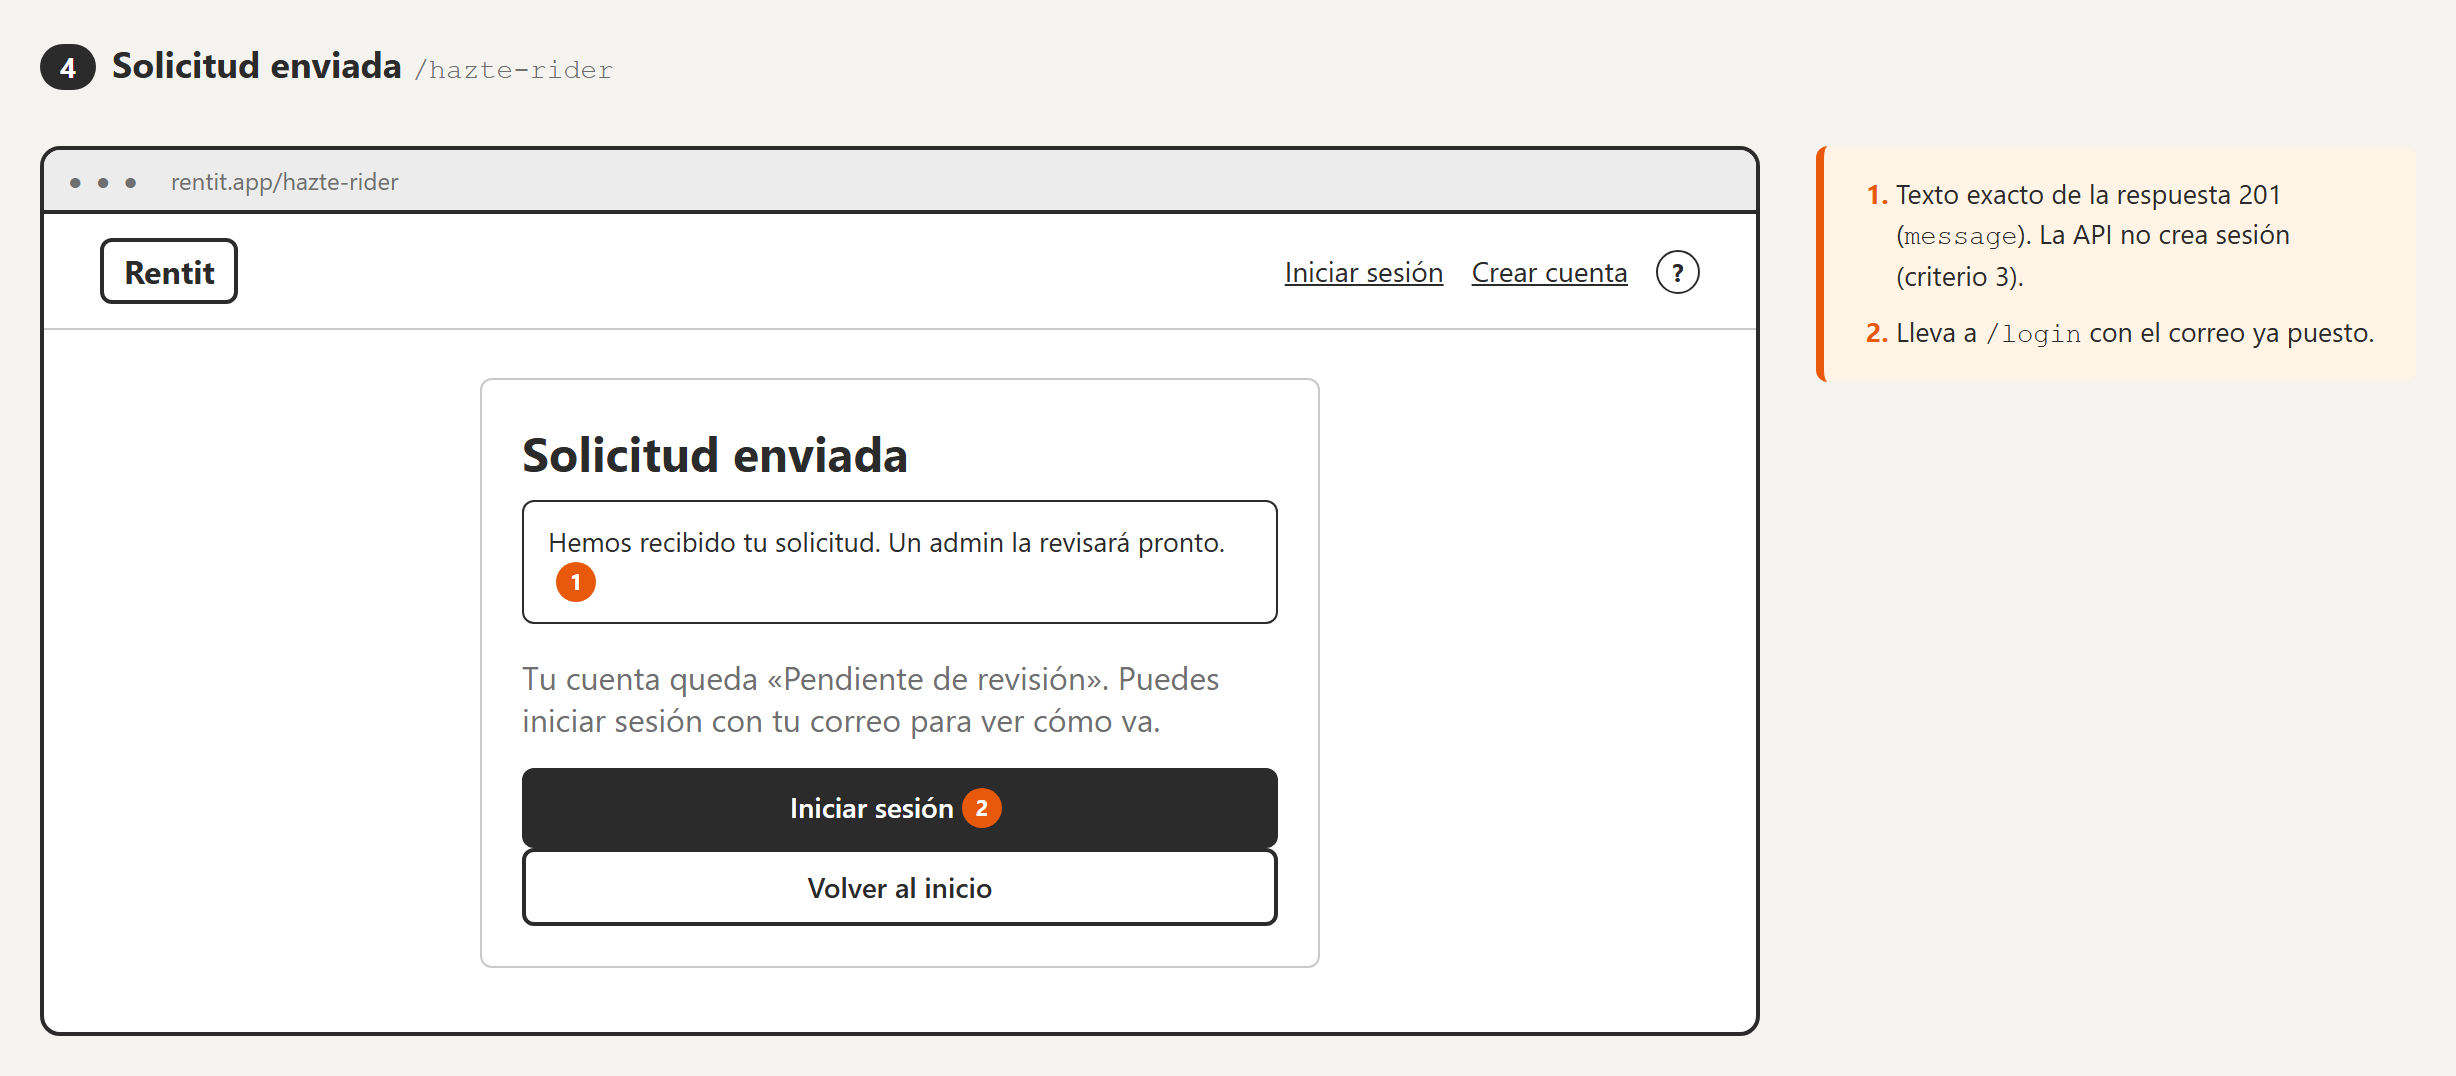 4 Solicitud enviada /hazte-rider
rentit.app/hazte-rider
Rentit
Iniciar sesión Crear cuenta ?
Solicitud enviada
Hemos recibido tu solicitud. Un admin la revisará pronto.
1
Tu cuenta queda «Pendiente de revisión». Puedes
iniciar sesión con tu correo para ver cómo va.
Iniciar sesión 2
Volver al inicio
1. Texto exacto de la respuesta 201
(message). La API no crea sesión
(criterio 3).
2. Lleva a /login con el correo ya puesto.